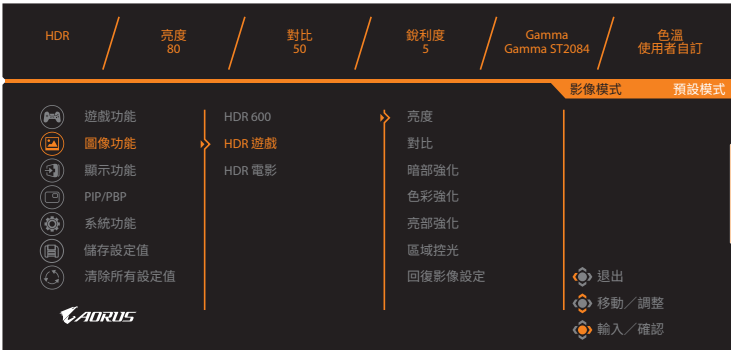 HDR
亮度
80
對比
50
銳利度
5
Gamma
Gamma ST2084
色溫
使用者自訂
影像模式 預設模式
遊戲功能
圖像功能
顯示功能
PIP/PBP
系統功能
儲存設定值
清除所有設定值
HDR 600
HDR 遊戲
HDR 電影
亮度
對比
暗部強化
色彩強化
亮部強化
區域控光
回復影像設定
退出
移動／調整
輸入／確認
AORUS